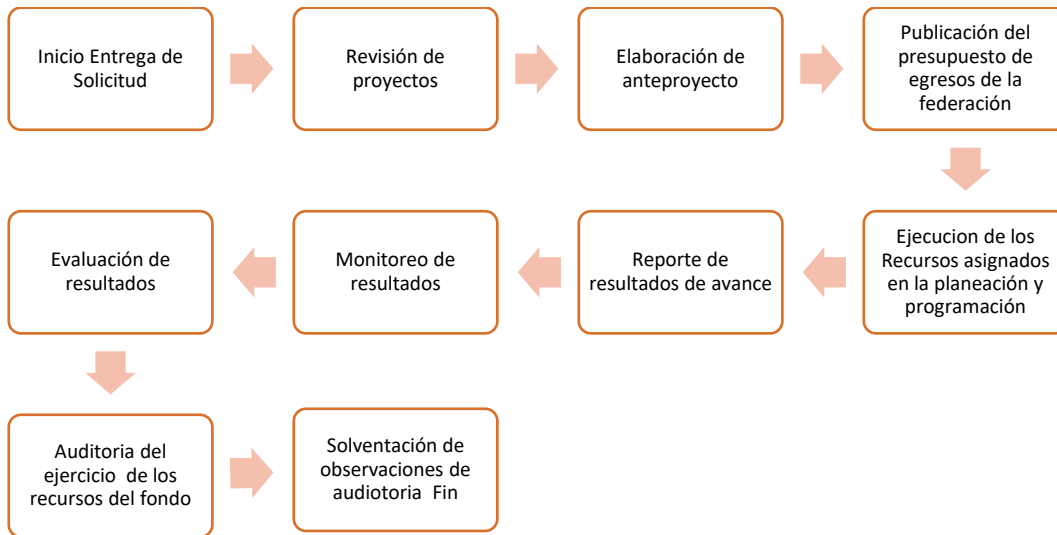 Inicio Entrega de
Solicitud
Revisión de
proyectos
Elaboración de
anteproyecto
Publicación del
presupuesto de
egresos de la
federación
Ejecucion de los
Recursos asignados
en la planeación y
programación
Reporte de
resultados de avance
Monitoreo de
resultados
Evaluación de
resultados
Auditoria del
ejercicio de los
recursos del fondo
Solventación de
observaciones de
audiotoria Fin